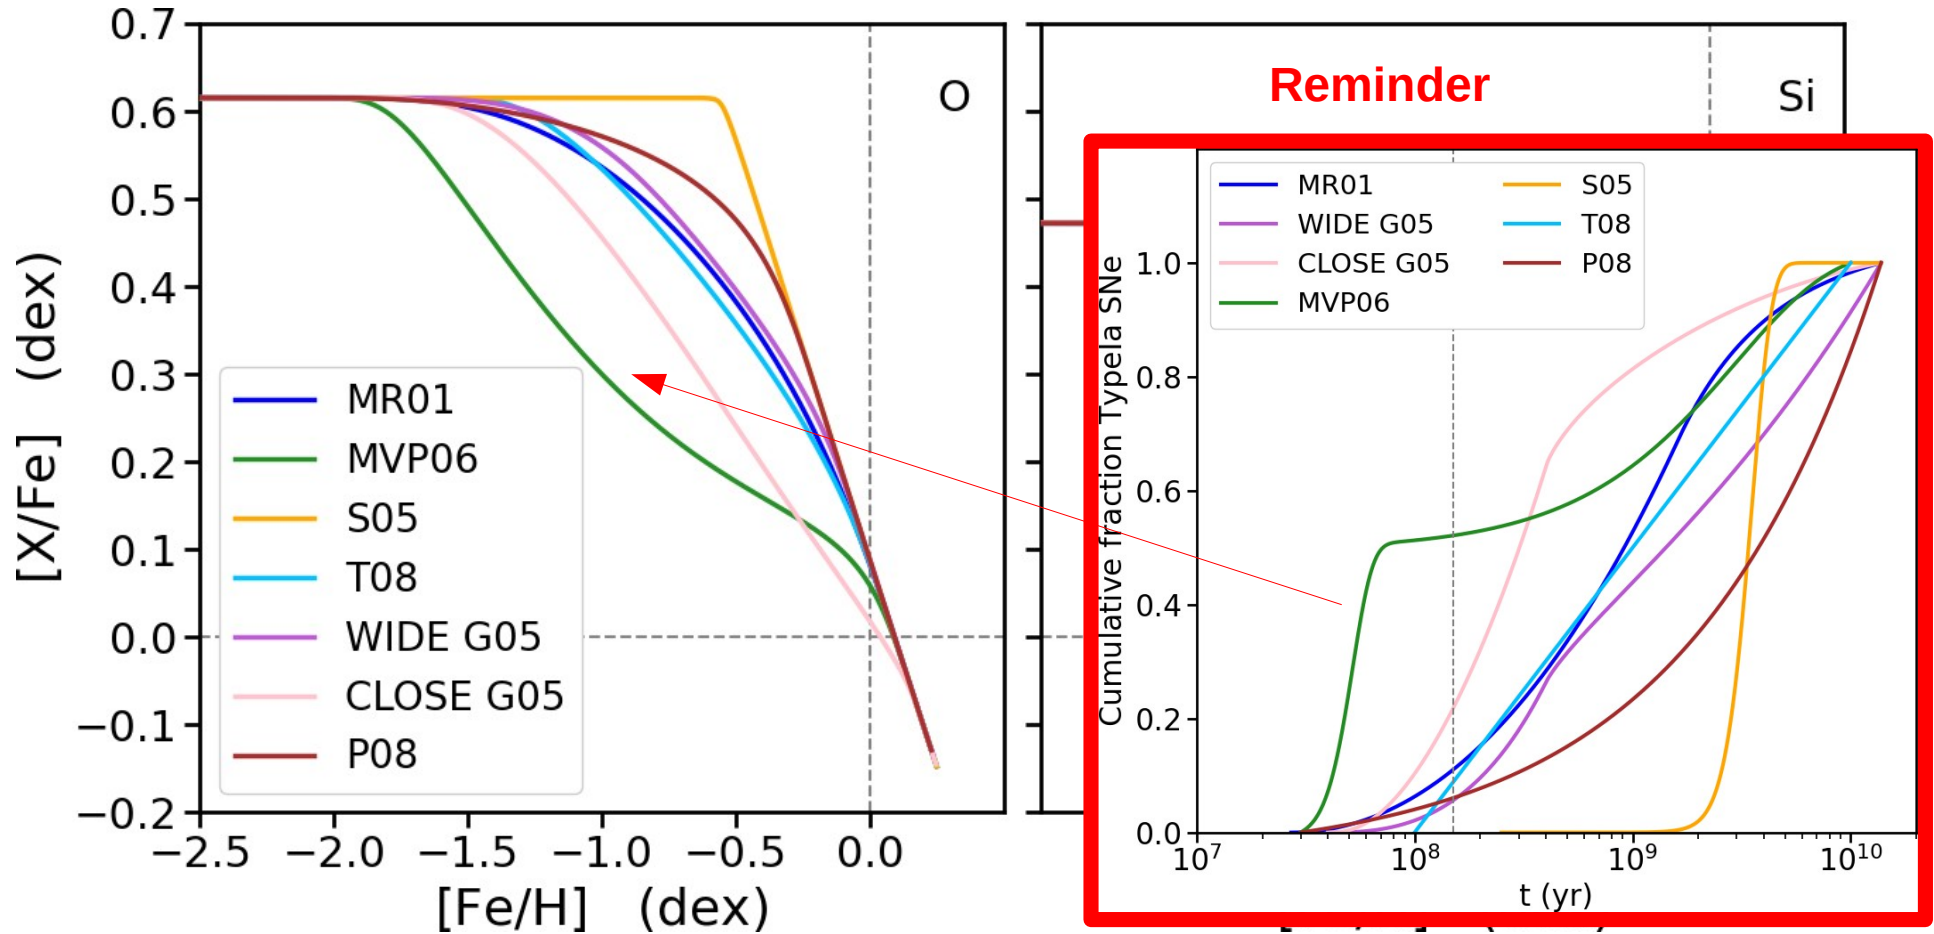 0.7
0.6
0.5
0.4
0.3
0.2
0.1
0.0
−0.1
−0.2
[X/Fe] (dex)
O
MR01
MVP06
S05
T08
WIDE G05
CLOSE G05
P08
−2.5 −2.0 −1.5 −1.0 −0.5 0.0
[Fe/H] (dex)
Reminder
Si
MR01
WIDE G05
CLOSE G05
MVP06
S05
T08
P08
Cumulative fraction TypeIa SNe
1.0
0.8
0.6
0.4
0.2
0.0
10⁷ 10⁸ 10⁹ 10¹⁰
t (yr)